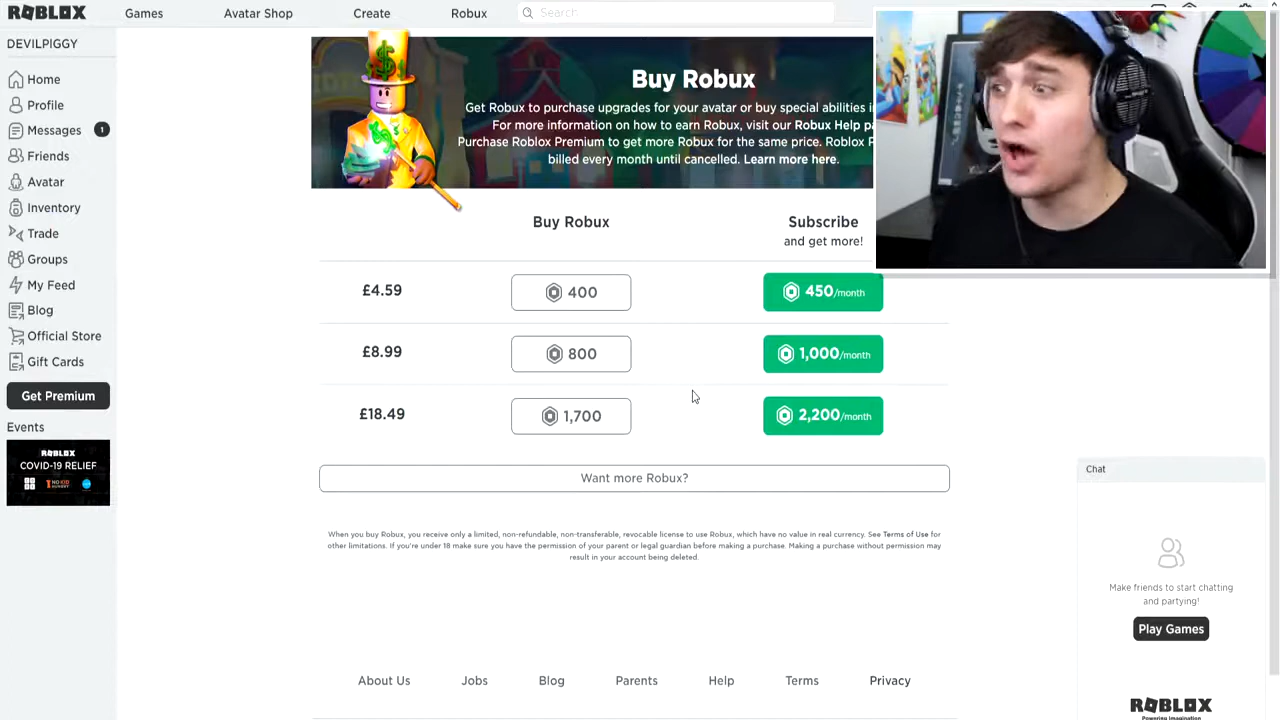 ROBLOX
Games
Avatar Shop
Create
Robux
Search
DEVILPIGGY
Home
Profile
Messages
1
Friends
Avatar
Inventory
Trade
Groups
My Feed
Blog
Official Store
Gift Cards
Get Premium
Events
ROBLOX
COVID-19 RELIEF
Buy Robux
Get Robux to purchase upgrades for your avatar or buy special abilities
For more information on how to earn Robux, visit our Robux Help
Purchase Roblox Premium to get more Robux for the same price. Roblox
billed every month until cancelled. Learn more here.
Buy Robux
Subscribe
and get more!
£4.59
400
450/month
£8.99
800
1,000/month
£18.49
1,700
2,200/month
Want more Robux?
When you buy Robux, you receive only a limited, non-refundable, non-transferable, revocable license to use Robux, which have no value in real currency. See Terms of Use for
other limitations. If you're under 18 make sure you have the permission of your parent or legal guardian before making a purchase. Making a purchase without permission may
result in your account being deleted.
Chat
Make friends to start chatting
and partying!
Play Games
About Us
Jobs
Blog
Parents
Help
Terms
Privacy
ROBLOX
Powering Imagination